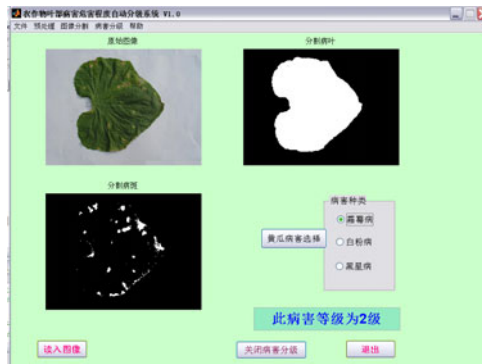 农作物叶部病害危害程度自动分级系统 V1.0
文件 预处理 图像分割 病害分级 帮助
原始图像
分割病叶
分割病斑
病害种类
霜霉病
黄瓜病害选择
白粉病
黑星病
此病害等级为2级
读入图像
关闭病害分级
退出